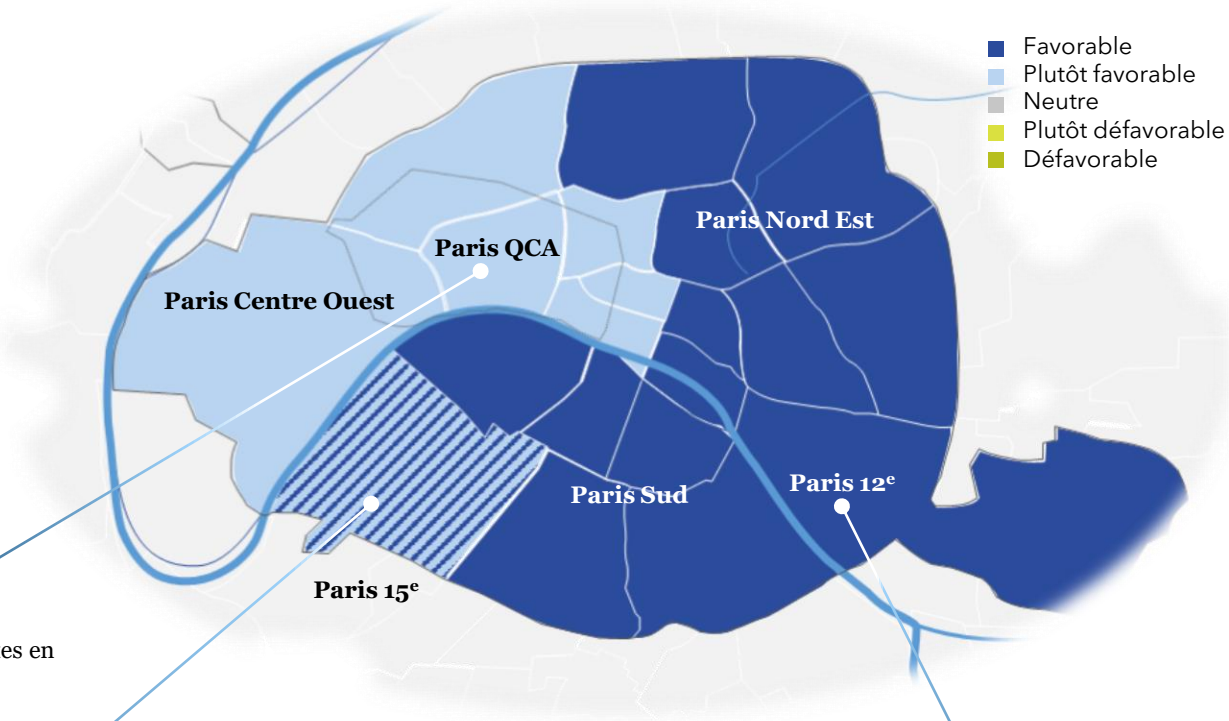 Favorable
Plutôt favorable
Neutre
Plutôt défavorable
Défavorable
Paris Nord Est
Paris QCA
Paris Centre Ouest
Paris 12ᵉ
Paris Sud
Paris 15ᵉ
es en